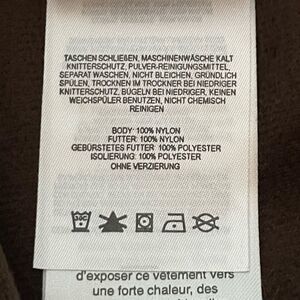 TASCHEN SCHLIEßEN, MASCHINENWÄSCHE KALT
KNITTERSCHUTZ, PULVER-REINIGUNGSMITTEL,
SEPARAT WASCHEN, NICHT BLEICHEN, GRÜNDLICH
SPÜLEN, TROCKNEN IM TROCKNER BEI NIEDRIGER
KNITTERSCHUTZ, BÜGELN BEI NIEDRIGER, KEINEN
WEICHSPÜLER BENUTZEN, NICHT CHEMISCH
REINIGEN
BODY: 100% NYLON
FUTTER: 100% NYLON
GEBÜRSTETES FUTTER: 100% POLYESTER
ISOLIERUNG: 100% POLYESTER
OHNE VERZIERUNG
d'exposer ce vêtement vers
une forte chaleur, des